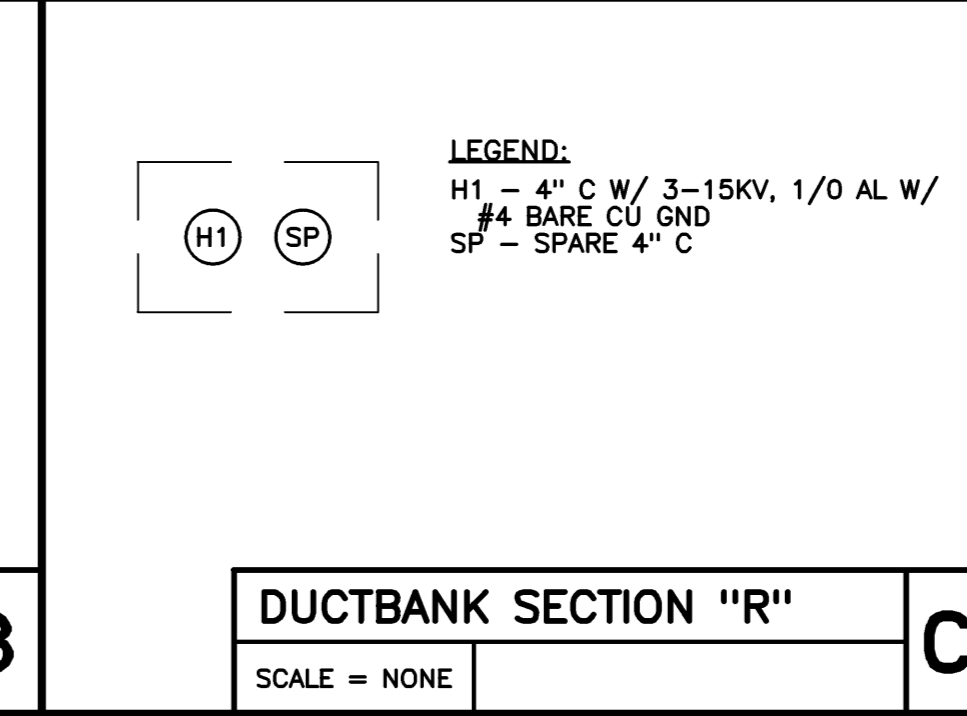 LEGEND:
H1 – 4" C W/ 3–15KV, 1/0 AL W/
#4 BARE CU GND
SP – SPARE 4" C
H1 SP
DUCTBANK SECTION "R"
SCALE = NONE
C